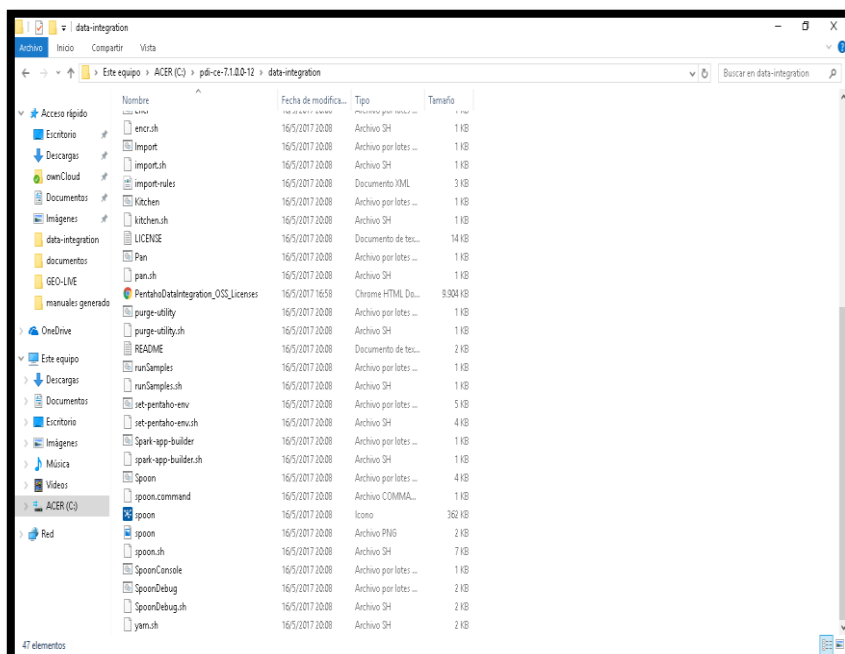 data-integration
Archivo Inicio Compartir Vista
Este equipo > ACER (C:) > pdi-ce-7.1.0.0-12 > data-integration
Buscar en data-integration
Nombre Fecha de modifica... Tipo Tamaño
Acceso rápido
Escritorio
Descargas
ownCloud
Documentos
Imágenes
data-integration
documentos
GEO-LIVE
manuales generado
OneDrive
Este equipo
Descargas
Documentos
Escritorio
Imágenes
Música
Vídeos
ACER (C:)
Red
encr.sh 16/5/2017 20:08 Archivo SH 1 KB
Import 16/5/2017 20:08 Archivo por lotes ... 1 KB
import.sh 16/5/2017 20:08 Archivo SH 1 KB
import-rules 16/5/2017 20:08 Documento XML 3 KB
Kitchen 16/5/2017 20:08 Archivo por lotes ... 1 KB
kitchen.sh 16/5/2017 20:08 Archivo SH 1 KB
LICENSE 16/5/2017 20:08 Documento de tex... 14 KB
Pan 16/5/2017 20:08 Archivo por lotes ... 1 KB
pan.sh 16/5/2017 20:08 Archivo SH 1 KB
PentahoDataIntegration_OSS_Licenses 16/5/2017 16:58 Chrome HTML Do... 9.904 KB
purge-utility 16/5/2017 20:08 Archivo por lotes ... 1 KB
purge-utility.sh 16/5/2017 20:08 Archivo SH 1 KB
README 16/5/2017 20:08 Documento de tex... 2 KB
runSamples 16/5/2017 20:08 Archivo por lotes ... 1 KB
runSamples.sh 16/5/2017 20:08 Archivo SH 1 KB
set-pentaho-env 16/5/2017 20:08 Archivo por lotes ... 5 KB
set-pentaho-env.sh 16/5/2017 20:08 Archivo SH 4 KB
Spark-app-builder 16/5/2017 20:08 Archivo por lotes ... 1 KB
spark-app-builder.sh 16/5/2017 20:08 Archivo SH 1 KB
Spoon 16/5/2017 20:08 Archivo por lotes ... 4 KB
spoon.command 16/5/2017 20:08 Archivo COMMA... 1 KB
spoon 16/5/2017 20:08 Icono 362 KB
spoon 16/5/2017 20:08 Archivo PNG 2 KB
spoon.sh 16/5/2017 20:08 Archivo SH 7 KB
SpoonConsole 16/5/2017 20:08 Archivo por lotes ... 1 KB
SpoonDebug 16/5/2017 20:08 Archivo por lotes ... 2 KB
SpoonDebug.sh 16/5/2017 20:08 Archivo SH 2 KB
yarn.sh 16/5/2017 20:08 Archivo SH 2 KB
47 elementos